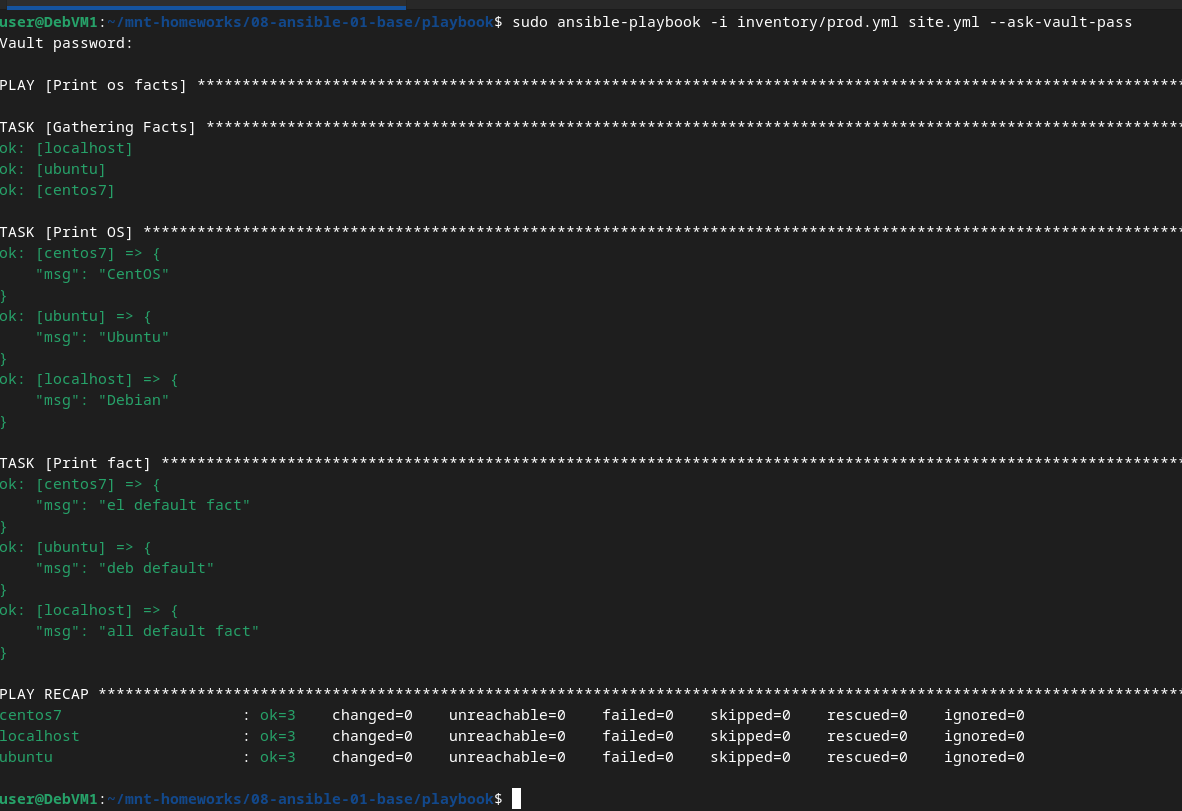 user@DebVM1:~/mnt-homeworks/08-ansible-01-base/playbook$ sudo ansible-playbook -i inventory/prod.yml site.yml --ask-vault-pass
Vault password:
PLAY [Print os facts] *************************************************************************************************************
TASK [Gathering Facts] ************************************************************************************************************
ok: [localhost]
ok: [ubuntu]
ok: [centos7]
TASK [Print OS] *******************************************************************************************************************
ok: [centos7] => {
    "msg": "CentOS"
}
ok: [ubuntu] => {
    "msg": "Ubuntu"
}
ok: [localhost] => {
    "msg": "Debian"
}
TASK [Print fact] *****************************************************************************************************************
ok: [centos7] => {
    "msg": "el default fact"
}
ok: [ubuntu] => {
    "msg": "deb default"
}
ok: [localhost] => {
    "msg": "all default fact"
}
PLAY RECAP ************************************************************************************************************************
centos7                    : ok=3    changed=0    unreachable=0    failed=0    skipped=0    rescued=0    ignored=0
localhost                  : ok=3    changed=0    unreachable=0    failed=0    skipped=0    rescued=0    ignored=0
ubuntu                     : ok=3    changed=0    unreachable=0    failed=0    skipped=0    rescued=0    ignored=0
user@DebVM1:~/mnt-homeworks/08-ansible-01-base/playbook$